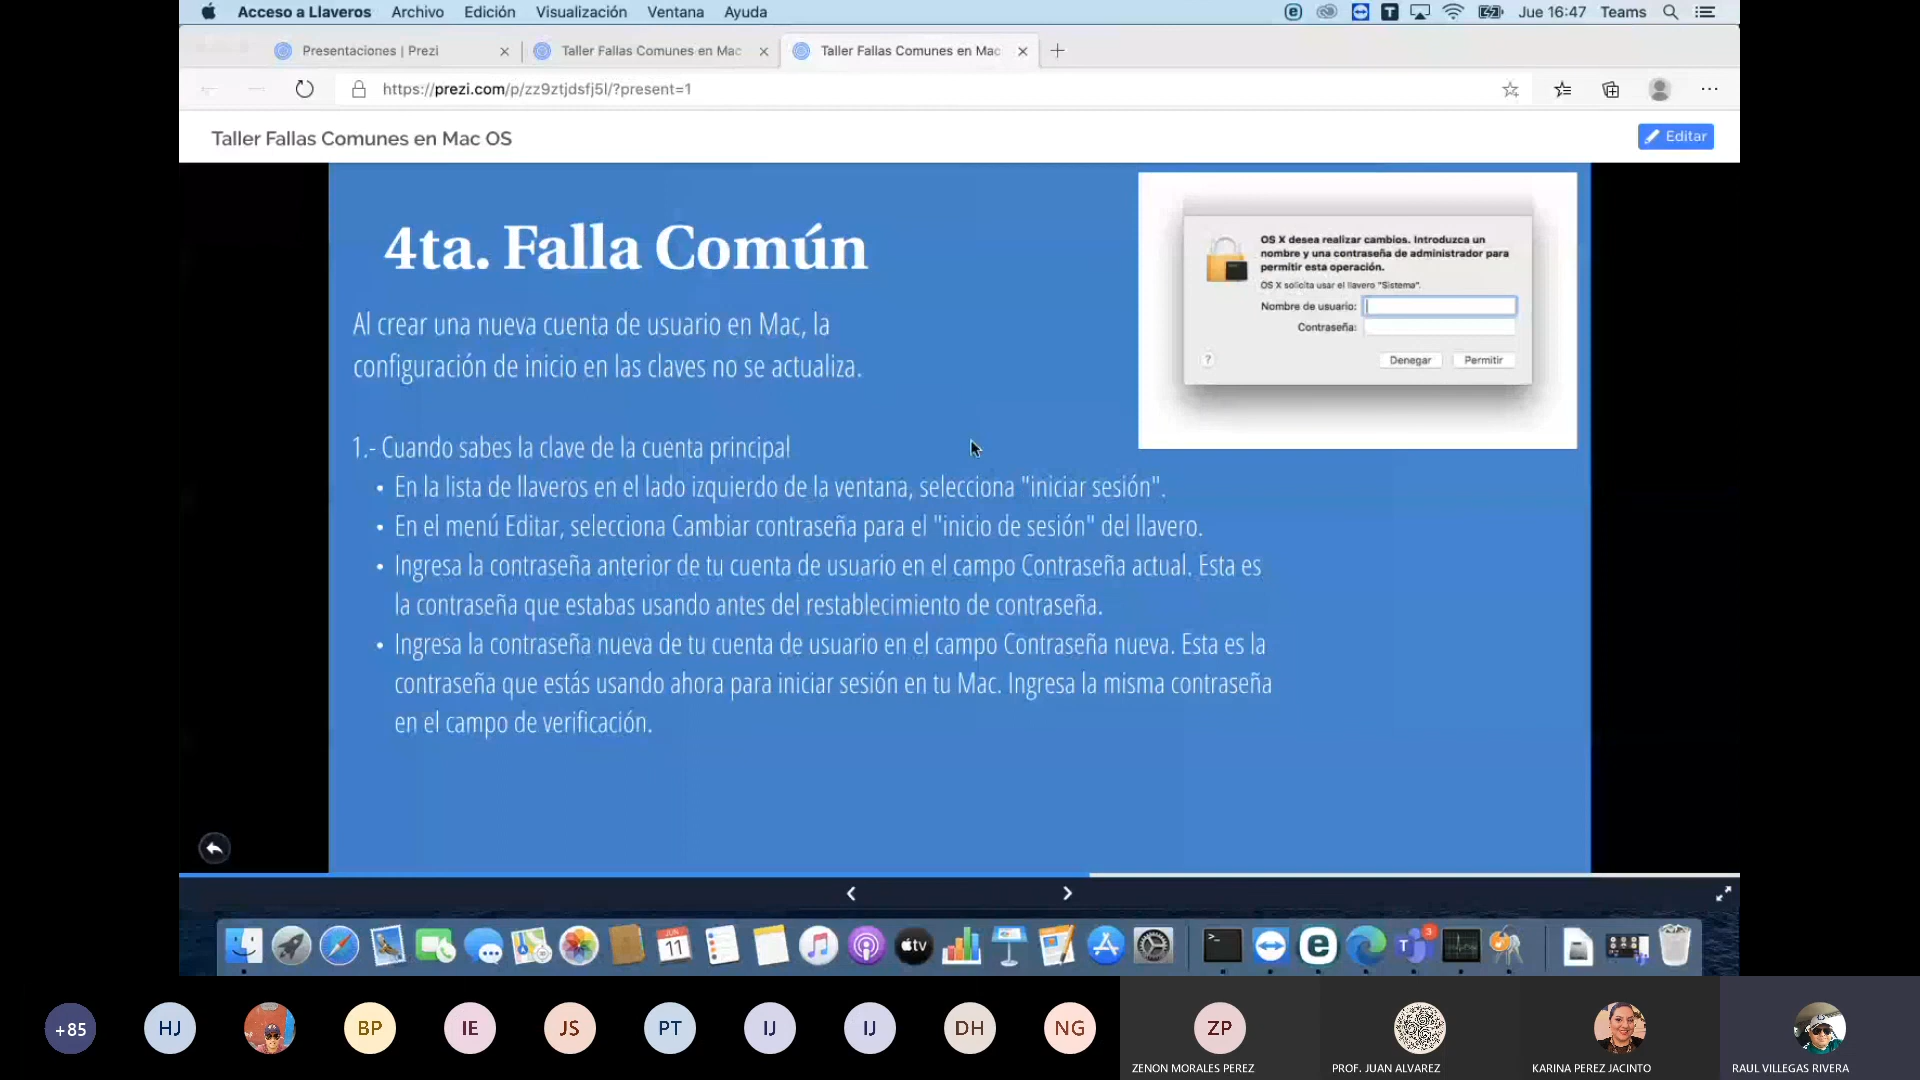 Acceso a Llaveros Archivo Edición Visualización Ventana Ayuda Jue 16:47 Teams
Presentaciones | Prezi
Taller Fallas Comunes en Mac
Taller Fallas Comunes en Mac
https://prezi.com/p/zz9ztjdsfj5l/?present=1
Taller Fallas Comunes en Mac OS
Editar
4ta. Falla Común
Al crear una nueva cuenta de usuario en Mac, la
configuración de inicio en las claves no se actualiza.
1.- Cuando sabes la clave de la cuenta principal
• En la lista de llaveros en el lado izquierdo de la ventana, selecciona "iniciar sesión".
• En el menú Editar, selecciona Cambiar contraseña para el "inicio de sesión" del llavero.
• Ingresa la contraseña anterior de tu cuenta de usuario en el campo Contraseña actual. Esta es
la contraseña que estabas usando antes del restablecimiento de contraseña.
• Ingresa la contraseña nueva de tu cuenta de usuario en el campo Contraseña nueva. Esta es la
contraseña que estás usando ahora para iniciar sesión en tu Mac. Ingresa la misma contraseña
en el campo de verificación.
OS X desea realizar cambios. Introduzca un
nombre y una contraseña de administrador para
permitir esta operación.
OS X solicita usar el llavero "Sistema".
Nombre de usuario:
Contraseña:
? Denegar Permitir
JUN
11
tv
3
+85 HJ BP IE JS PT IJ IJ DH NG ZP
ZENON MORALES PEREZ PROF. JUAN ALVAREZ KARINA PEREZ JACINTO RAUL VILLEGAS RIVERA